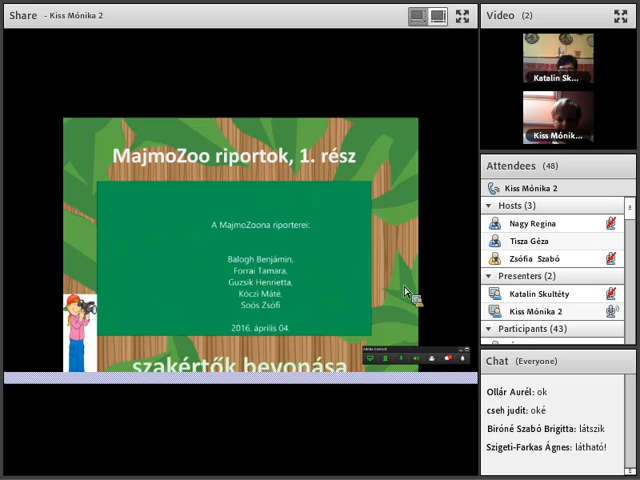 Share - Kiss Mónika 2
MajmoZoo riportok, 1. rész
A MajmoZoona riporterei:
Balogh Benjámin,
Forrai Tamara,
Guzsik Henrietta,
Kóczi Máté,
Soós Zsófi
2016. április 04.
szakértők bevonása
Video (2)
Katalin Sk...
Kiss Mónik...
Attendees (48)
Kiss Mónika 2
Hosts (3)
Nagy Regina
Tisza Géza
Zsófia Szabó
Presenters (2)
Katalin Skultéty
Kiss Mónika 2
Participants (43)
Chat (Everyone)
Ollár Aurél: ok
cseh judit: oké
Biróné Szabó Brigitta: látszik
Szigeti-Farkas Ágnes: látható!